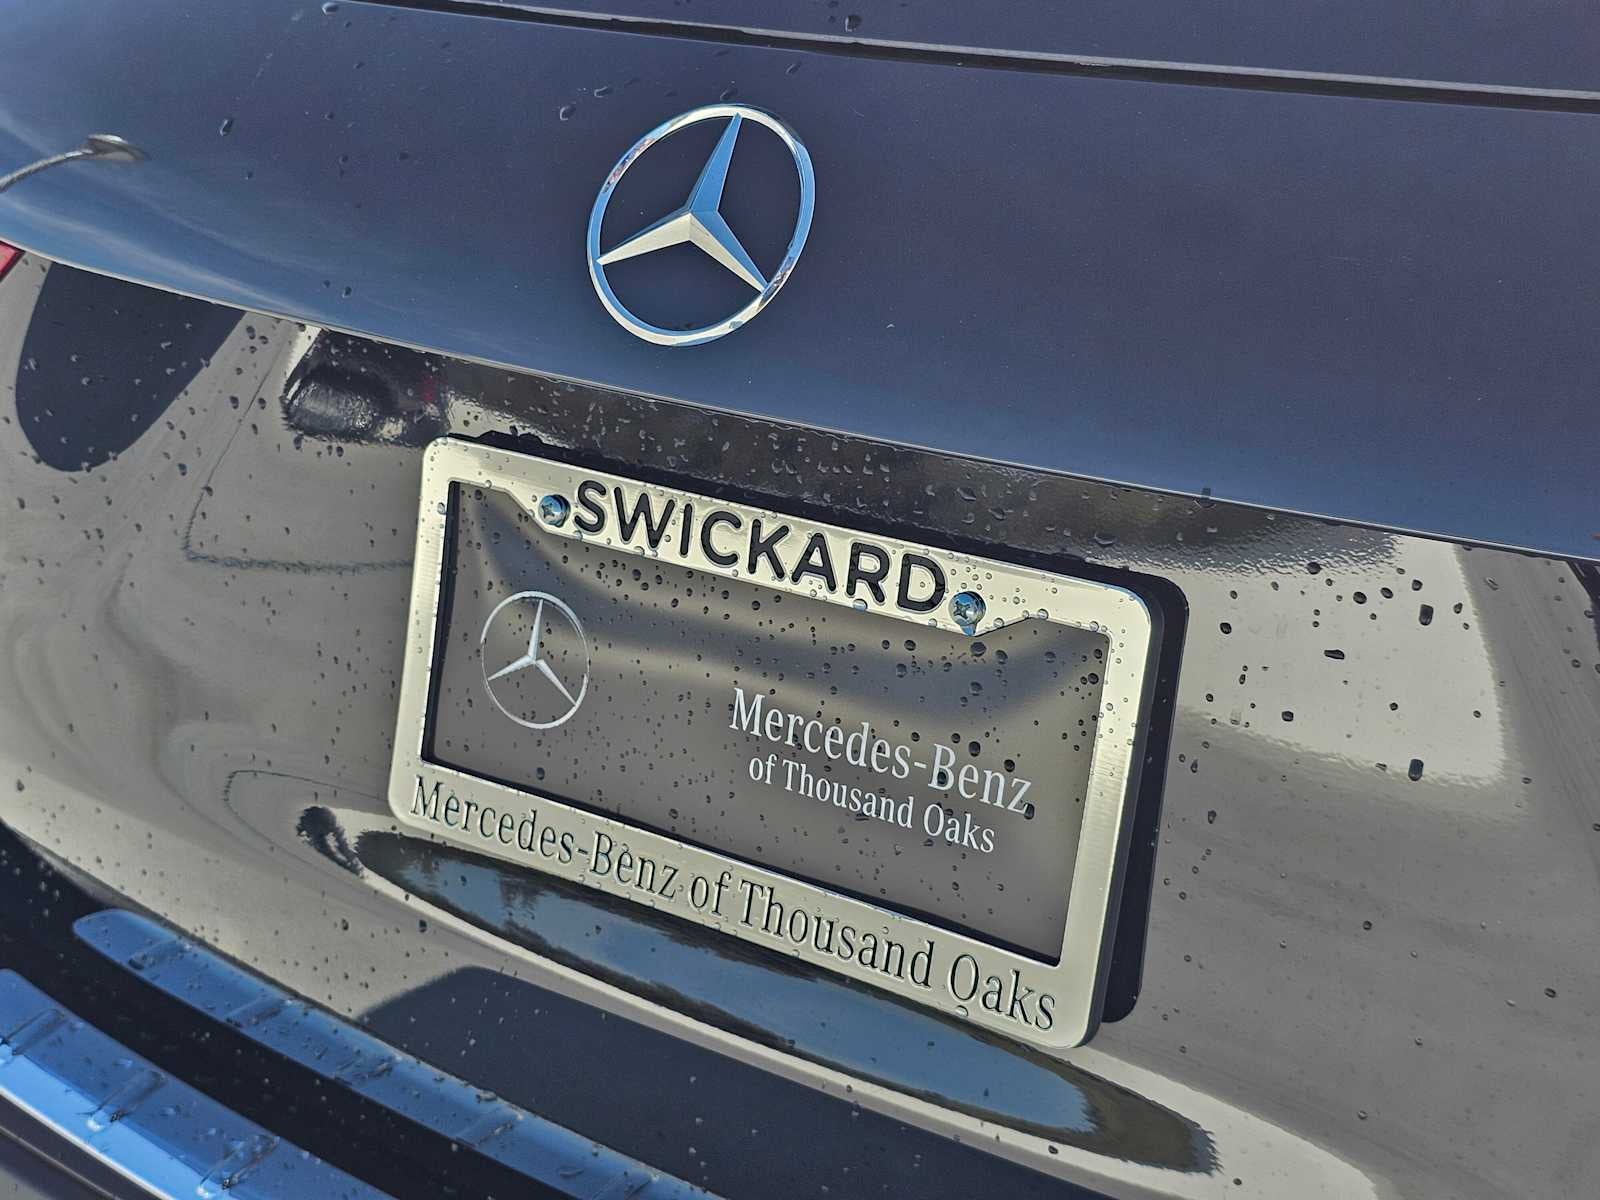 SWICKARD
Mercedes-Benz
of Thousand Oaks
Mercedes-Benz of Thousand Oaks